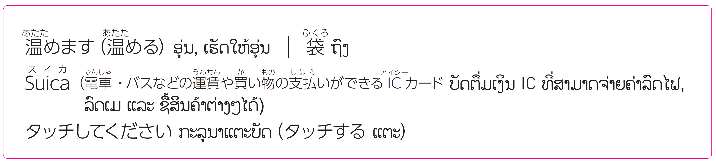 温めます（温める） ອຸ່ນ, ເຮັດໃຫ້ອຸ່ນ ｜ 袋 ຖົງ
Suica （電車・バスなどの運賃や買い物の支払いができる IC カード ບັດຕື່ມເງິນ IC ທີ່ສາມາດຈ່າຍຄ່າລົດໄຟ,
ລົດເມ ແລະ ຊື້ສິນຄ້າຕ່າງໆໄດ້)
タッチしてください ກະລຸນາແຕະບັດ (タッチする ແຕະ)